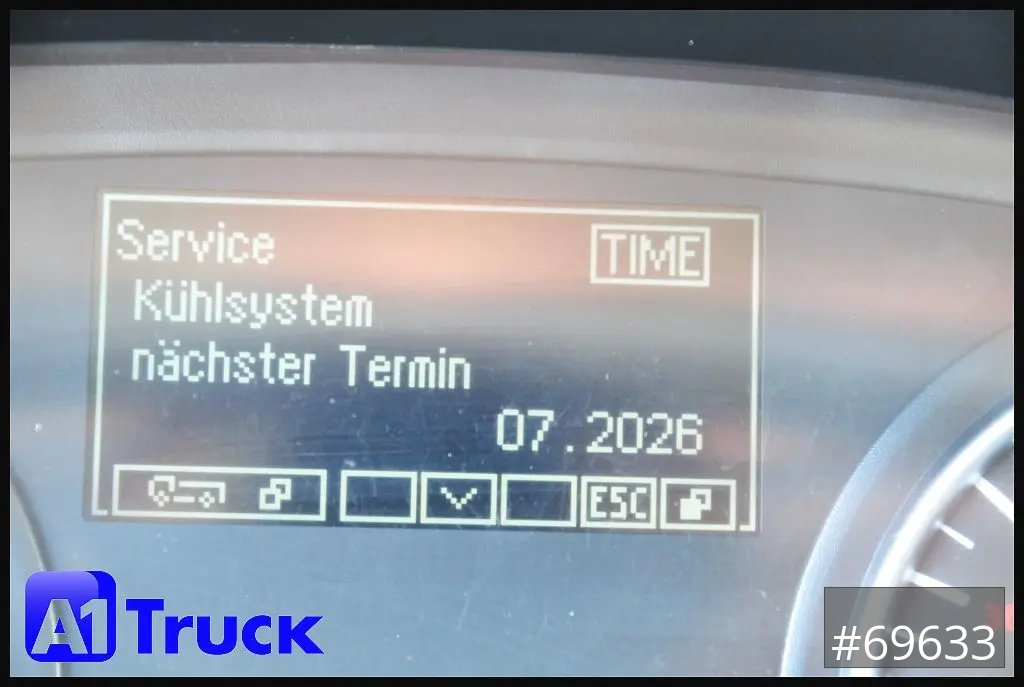 Service
TIME
Kühlsystem
nächster Termin
07.2026
ESC
A1 Truck
#69633